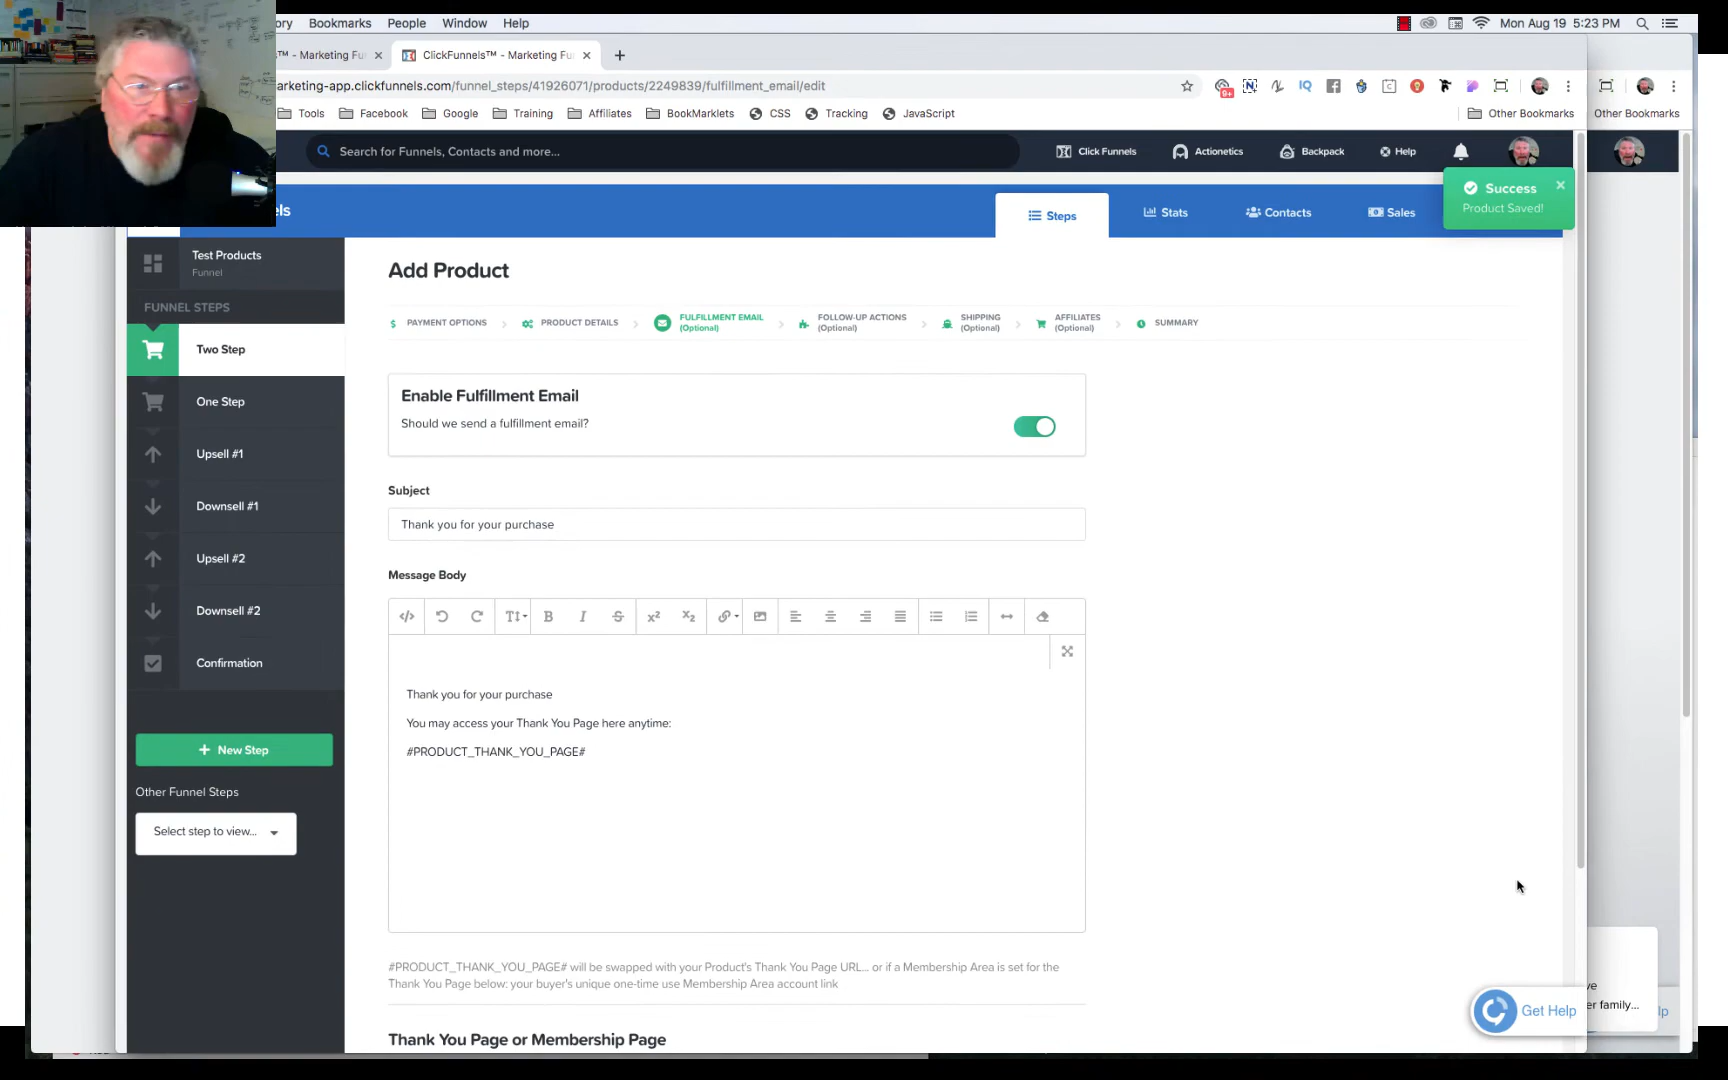 ory Bookmarks People Window Help
Mon Aug 19 5:23 PM
™ - Marketing Fu ×
ClickFunnels™ - Marketing Fu × +
arketing-app.clickfunnels.com/funnel_steps/41926071/products/2249839/fulfillment_email/edit
9+
IQ
Tools Facebook Google Training Affiliates BookMarklets CSS Tracking JavaScript
Other Bookmarks
Other Bookmarks
Search for Funnels, Contacts and more...
Click Funnels Actionetics Backpack Help
Success
Product Saved!
els
Steps Stats Contacts Sales
Test Products
Funnel
FUNNEL STEPS
Two Step
One Step
Upsell #1
Downsell #1
Upsell #2
Downsell #2
Confirmation
+ New Step
Other Funnel Steps
Select step to view...
Add Product
PAYMENT OPTIONS
PRODUCT DETAILS
FULFILLMENT EMAIL
(Optional)
FOLLOW-UP ACTIONS
(Optional)
SHIPPING
(Optional)
AFFILIATES
(Optional)
SUMMARY
Enable Fulfillment Email
Should we send a fulfillment email?
Subject
Thank you for your purchase
Message Body
Thank you for your purchase
You may access your Thank You Page here anytime:
#PRODUCT_THANK_YOU_PAGE#
#PRODUCT_THANK_YOU_PAGE# will be swapped with your Product's Thank You Page URL... or if a Membership Area is set for the
Thank You Page below: your buyer's unique one-time use Membership Area account link
Thank You Page or Membership Page
Get Help
ve
er family...
lp